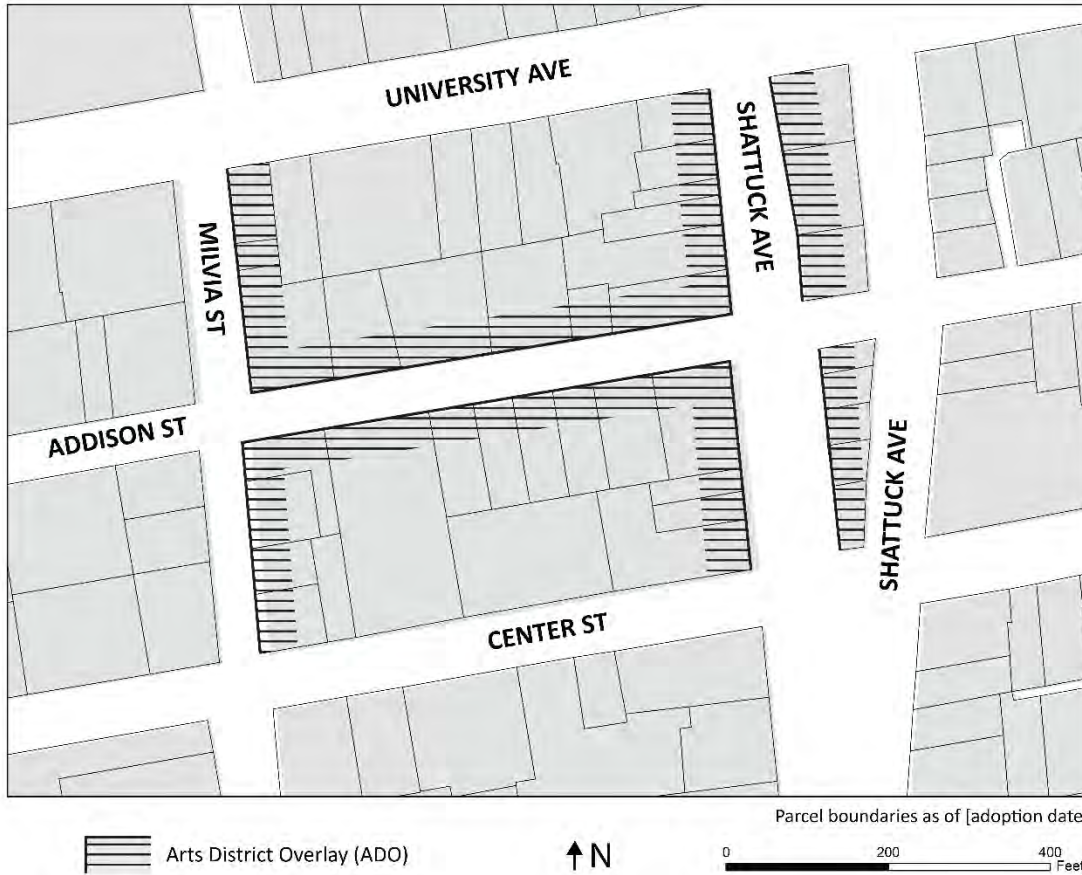 UNIVERSITY AVE
SHATTUCK AVE
MILVIA ST
ADDISON ST
SHATTUCK AVE
CENTER ST
Parcel boundaries as of [adoption date
Arts District Overlay (ADO)
N
0 200 400
Feet